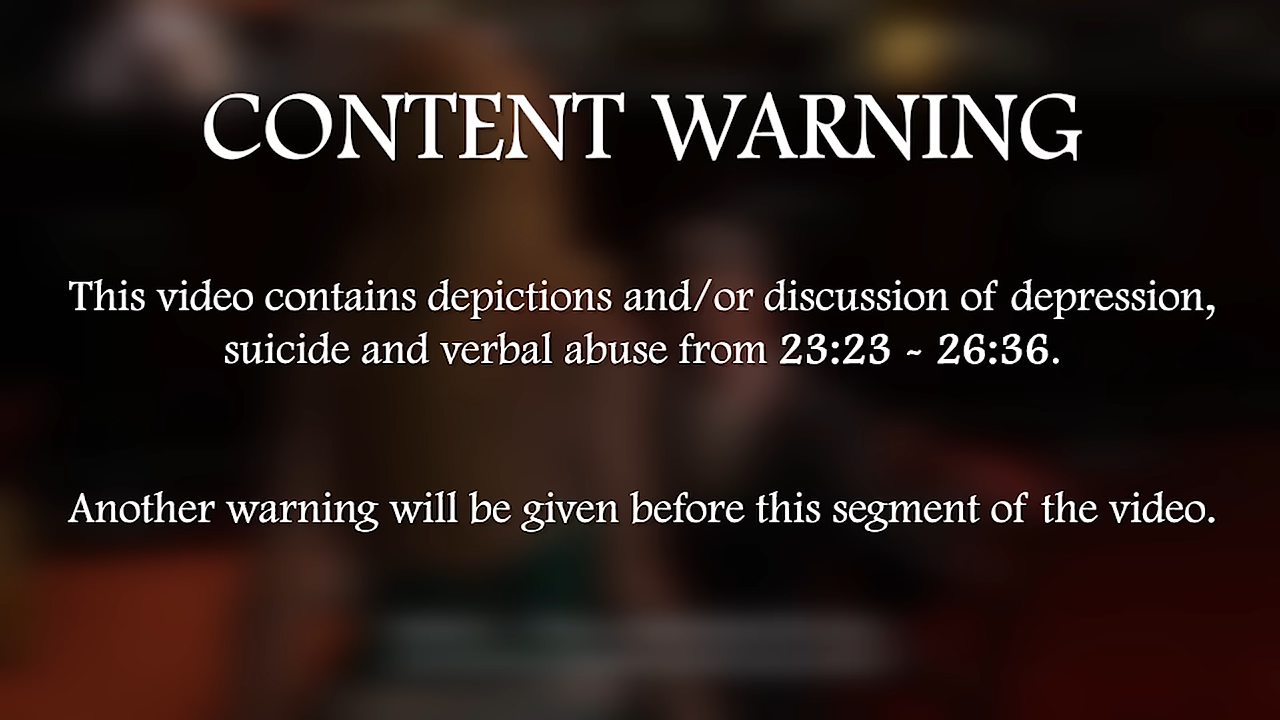 CONTENT WARNING
This video contains depictions and/or discussion of depression,
suicide and verbal abuse from 23:23 ~ 26:36.
Another warning will be given before this segment of the video.